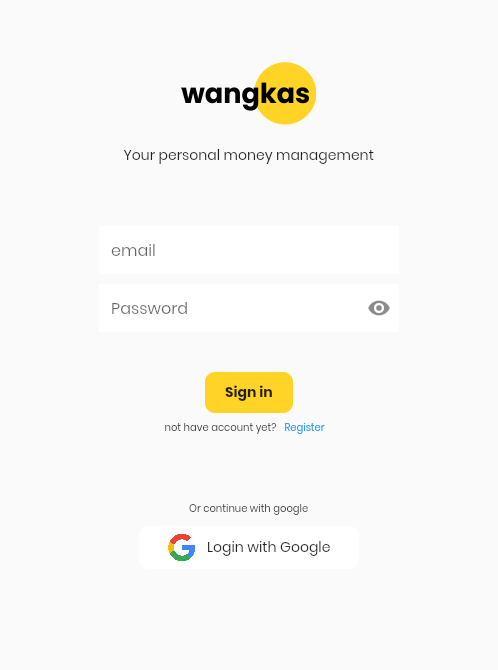 wangkas
Your personal money management
email
Password
Sign in
not have account yet? Register
Or continue with google
Login with Google